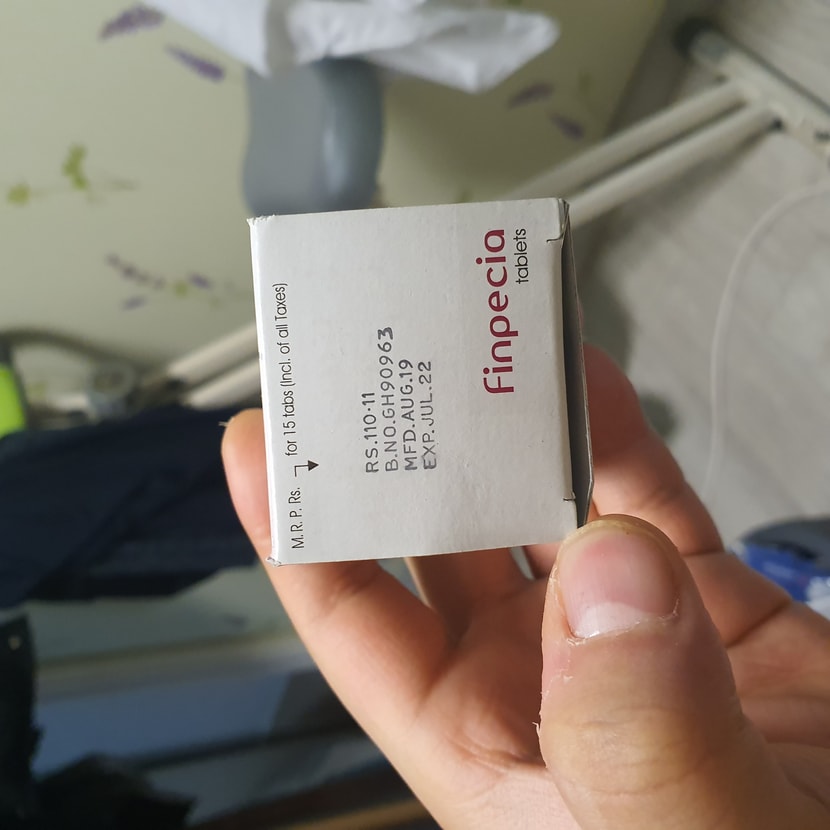 M.R.P. Rs. for 15 tabs (Incl. of all Taxes)
RS.110.11
B.NO.GH90963
MFD.AUG.19
EXP.JUL.22
Finpecia
tablets